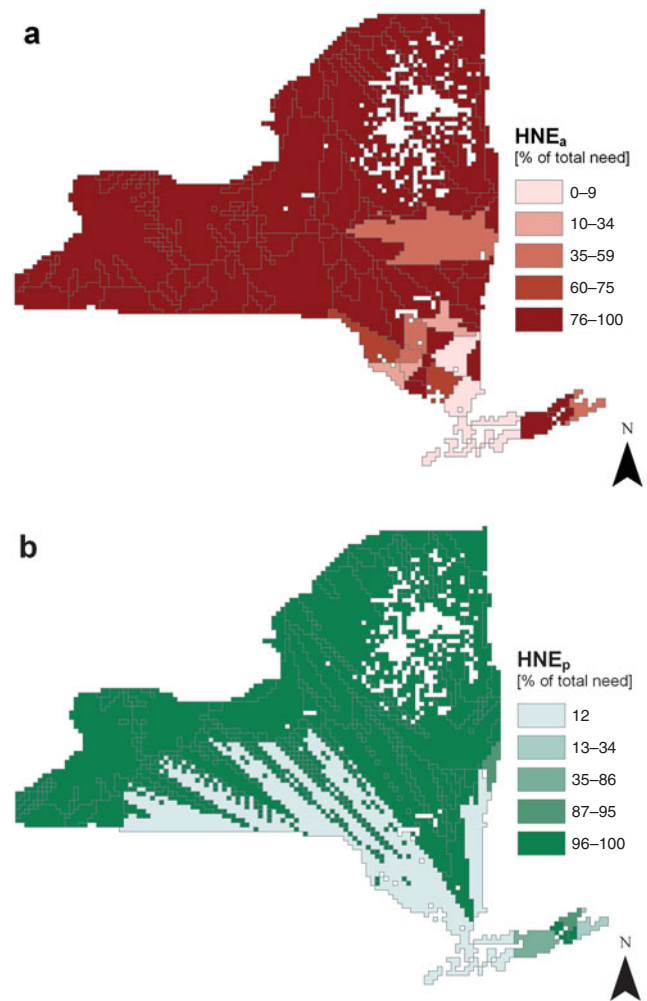 a
HNEa
[% of total need]
0–9
10–34
35–59
60–75
76–100
N
b
HNEp
[% of total need]
12
13–34
35–86
87–95
96–100
N